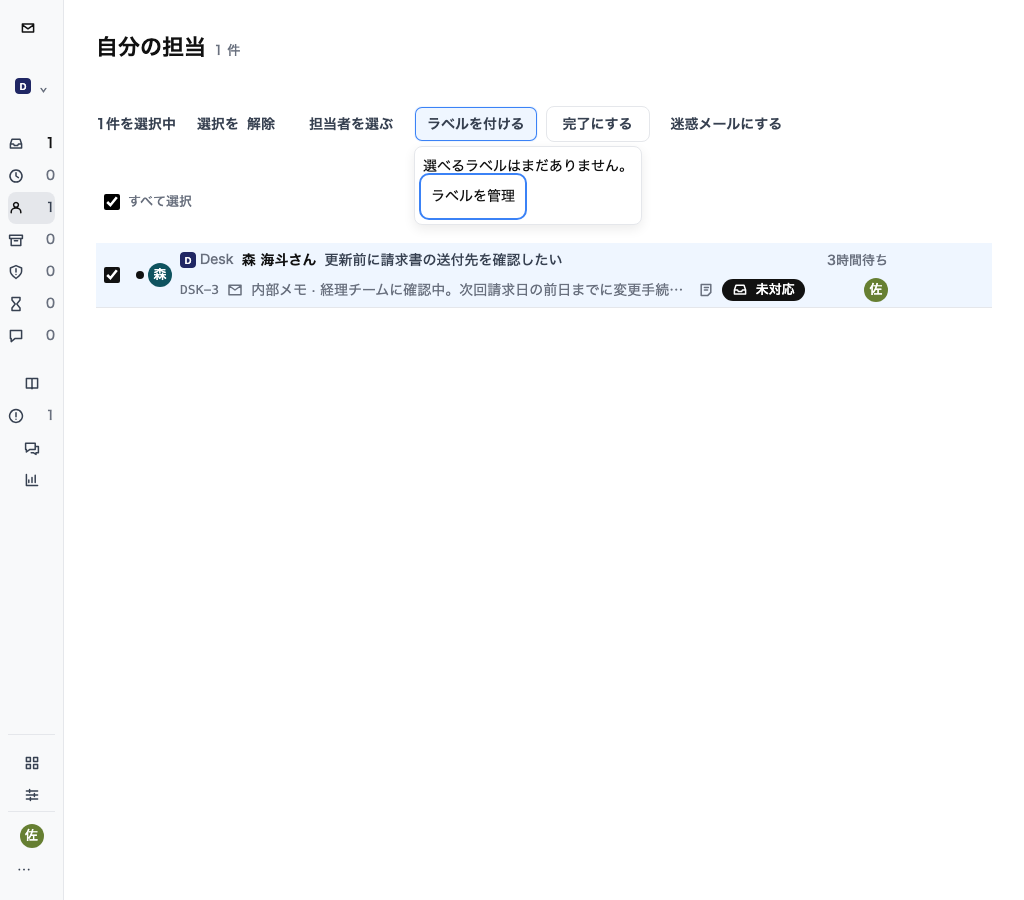 自分の担当 1 件
D
1件を選択中 選択を 解除 担当者を選ぶ ラベルを付ける 完了にする 迷惑メールにする
1
選べるラベルはまだありません。
0
ラベルを管理
すべて選択
1
0
D Desk 森 海斗さん 更新前に請求書の送付先を確認したい 3時間待ち
森
0
DSK-3 内部メモ · 経理チームに確認中。次回請求日の前日までに変更手続… 未対応 佐
0
0
1
佐
…